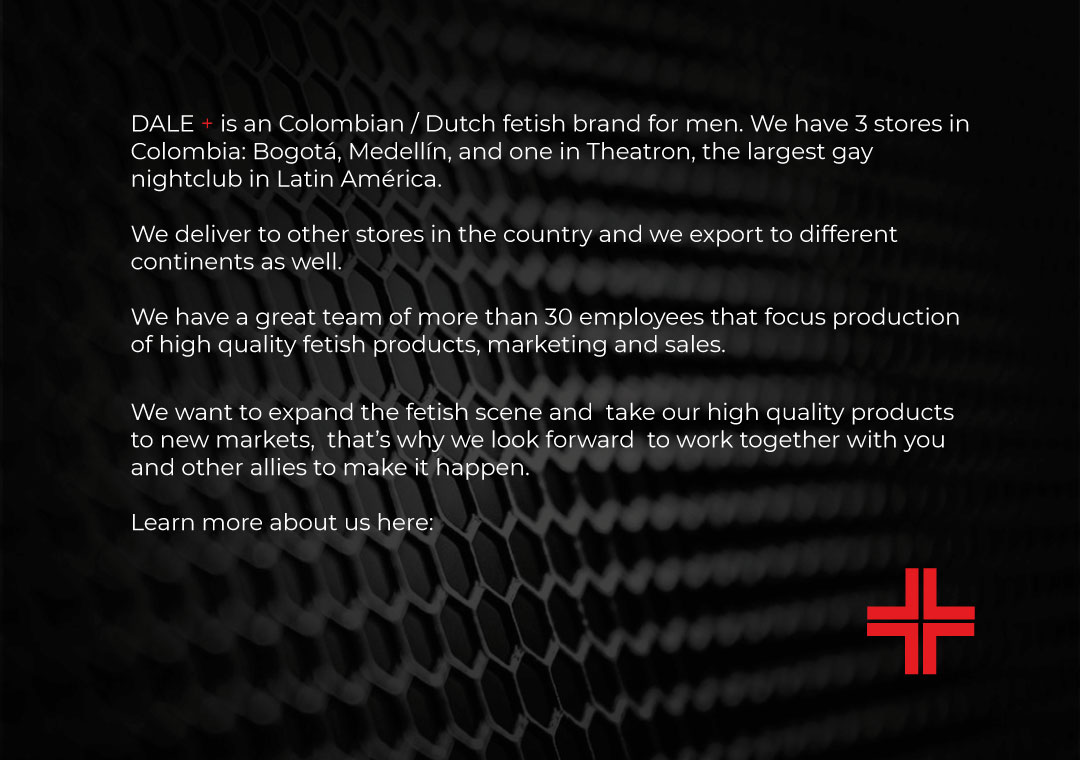 DALE + is an Colombian / Dutch fetish brand for men. We have 3 stores in
Colombia: Bogotá, Medellín, and one in Theatron, the largest gay
nightclub in Latin América.
We deliver to other stores in the country and we export to different
continents as well.
We have a great team of more than 30 employees that focus production
of high quality fetish products, marketing and sales.
We want to expand the fetish scene and  take our high quality products
to new markets,  that’s why we look forward  to work together with you
and other allies to make it happen.
Learn more about us here: